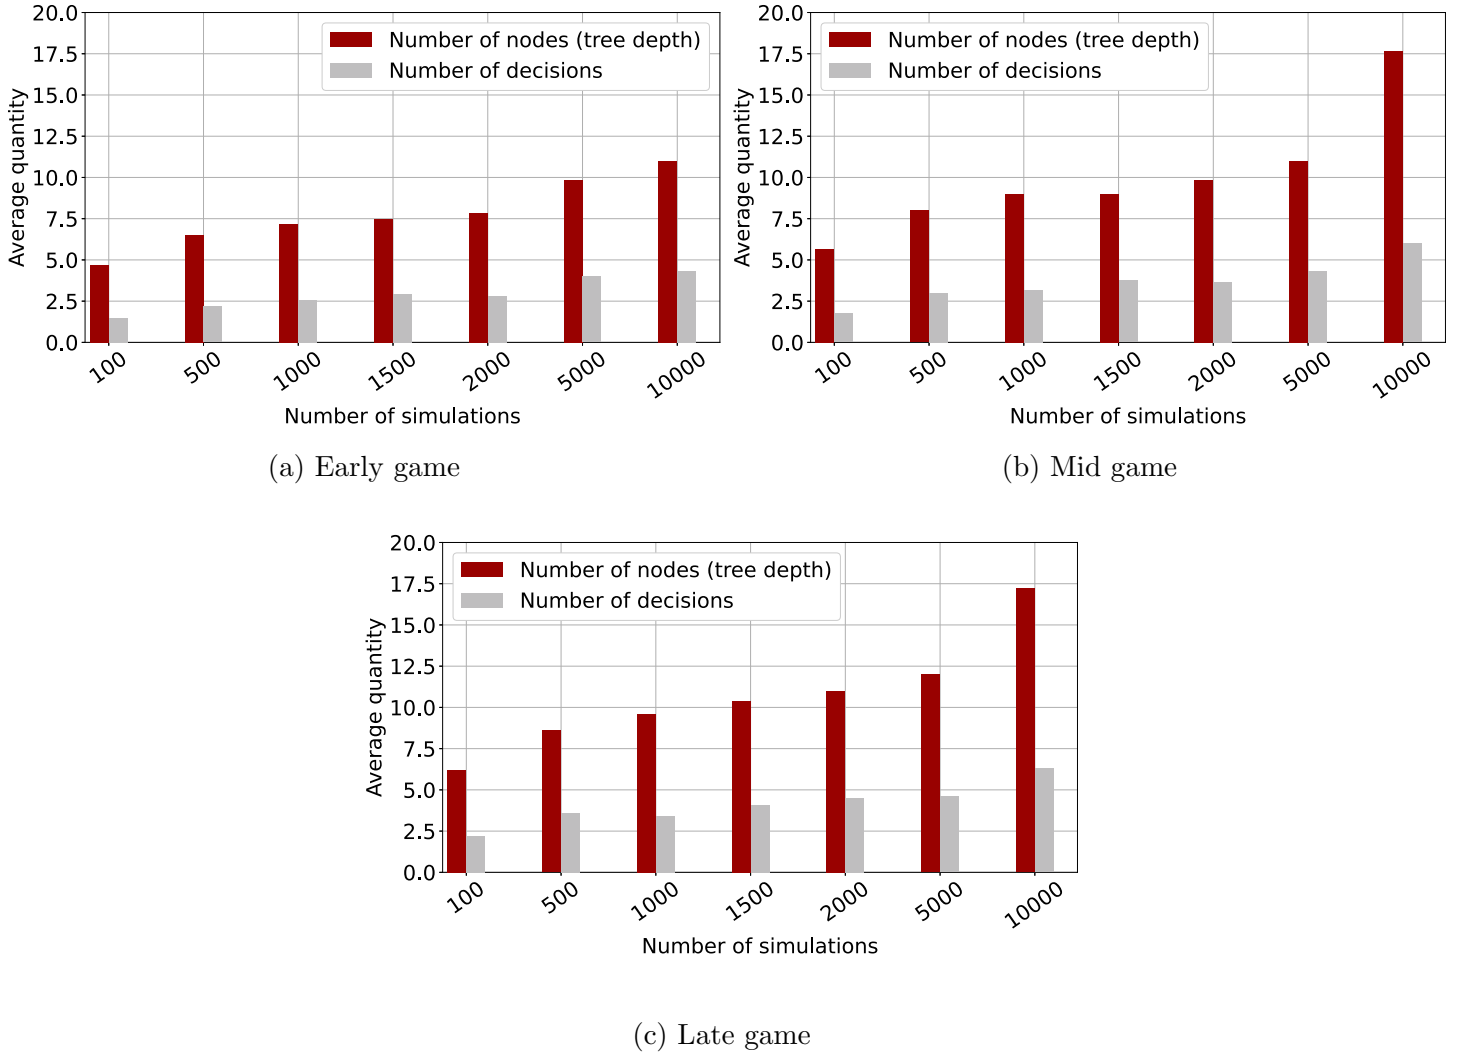 20.0
17.5
15.0
12.5
10.0
7.5
5.0
2.5
0.0
Average quantity
Number of nodes (tree depth)
Number of decisions
100 500 1000 1500 2000 5000 10000
Number of simulations
(a) Early game
20.0
17.5
15.0
12.5
10.0
7.5
5.0
2.5
0.0
Average quantity
Number of nodes (tree depth)
Number of decisions
100 500 1000 1500 2000 5000 10000
Number of simulations
(b) Mid game
20.0
17.5
15.0
12.5
10.0
7.5
5.0
2.5
0.0
Average quantity
Number of nodes (tree depth)
Number of decisions
100 500 1000 1500 2000 5000 10000
Number of simulations
(c) Late game